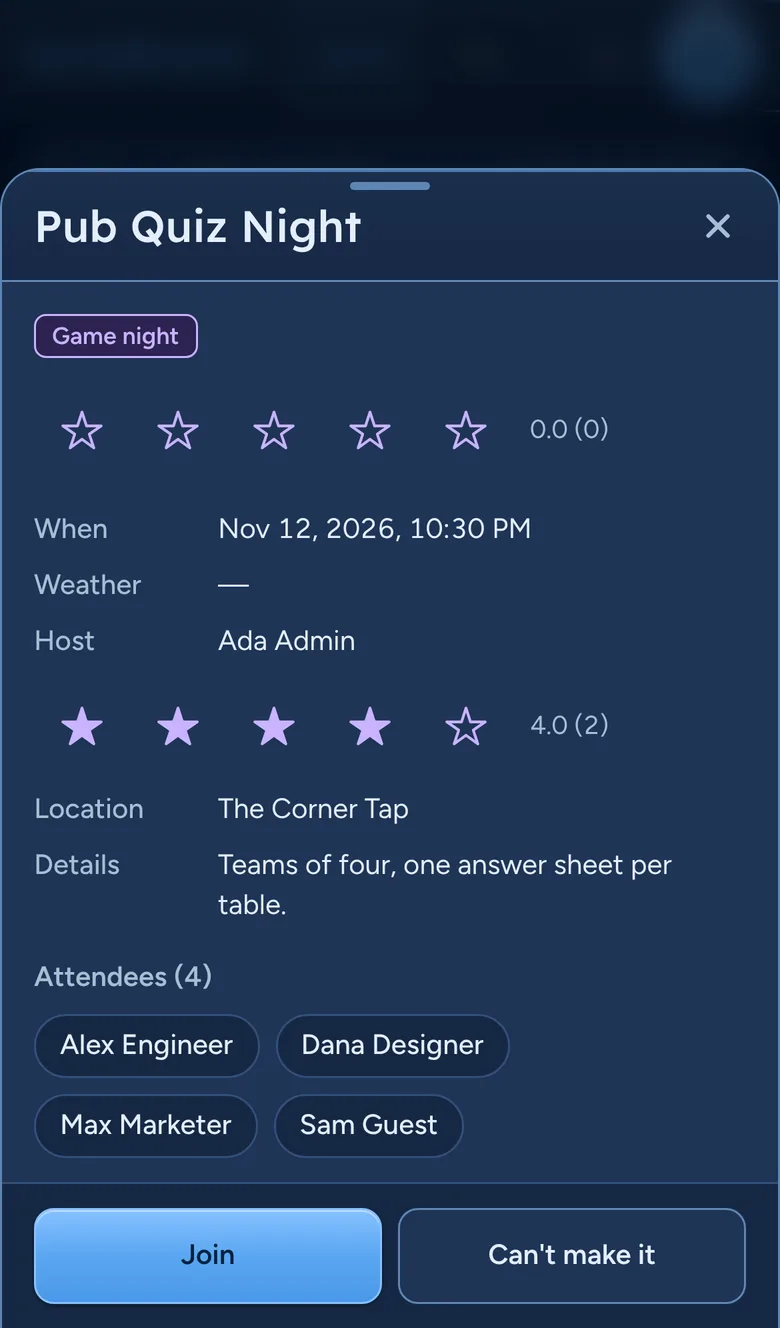 Pub Quiz Night
Game night
0.0 (0)
When Nov 12, 2026, 10:30 PM
Weather —
Host Ada Admin
4.0 (2)
Location The Corner Tap
Details Teams of four, one answer sheet per
table.
Attendees (4)
Alex Engineer Dana Designer
Max Marketer Sam Guest
Join Can't make it